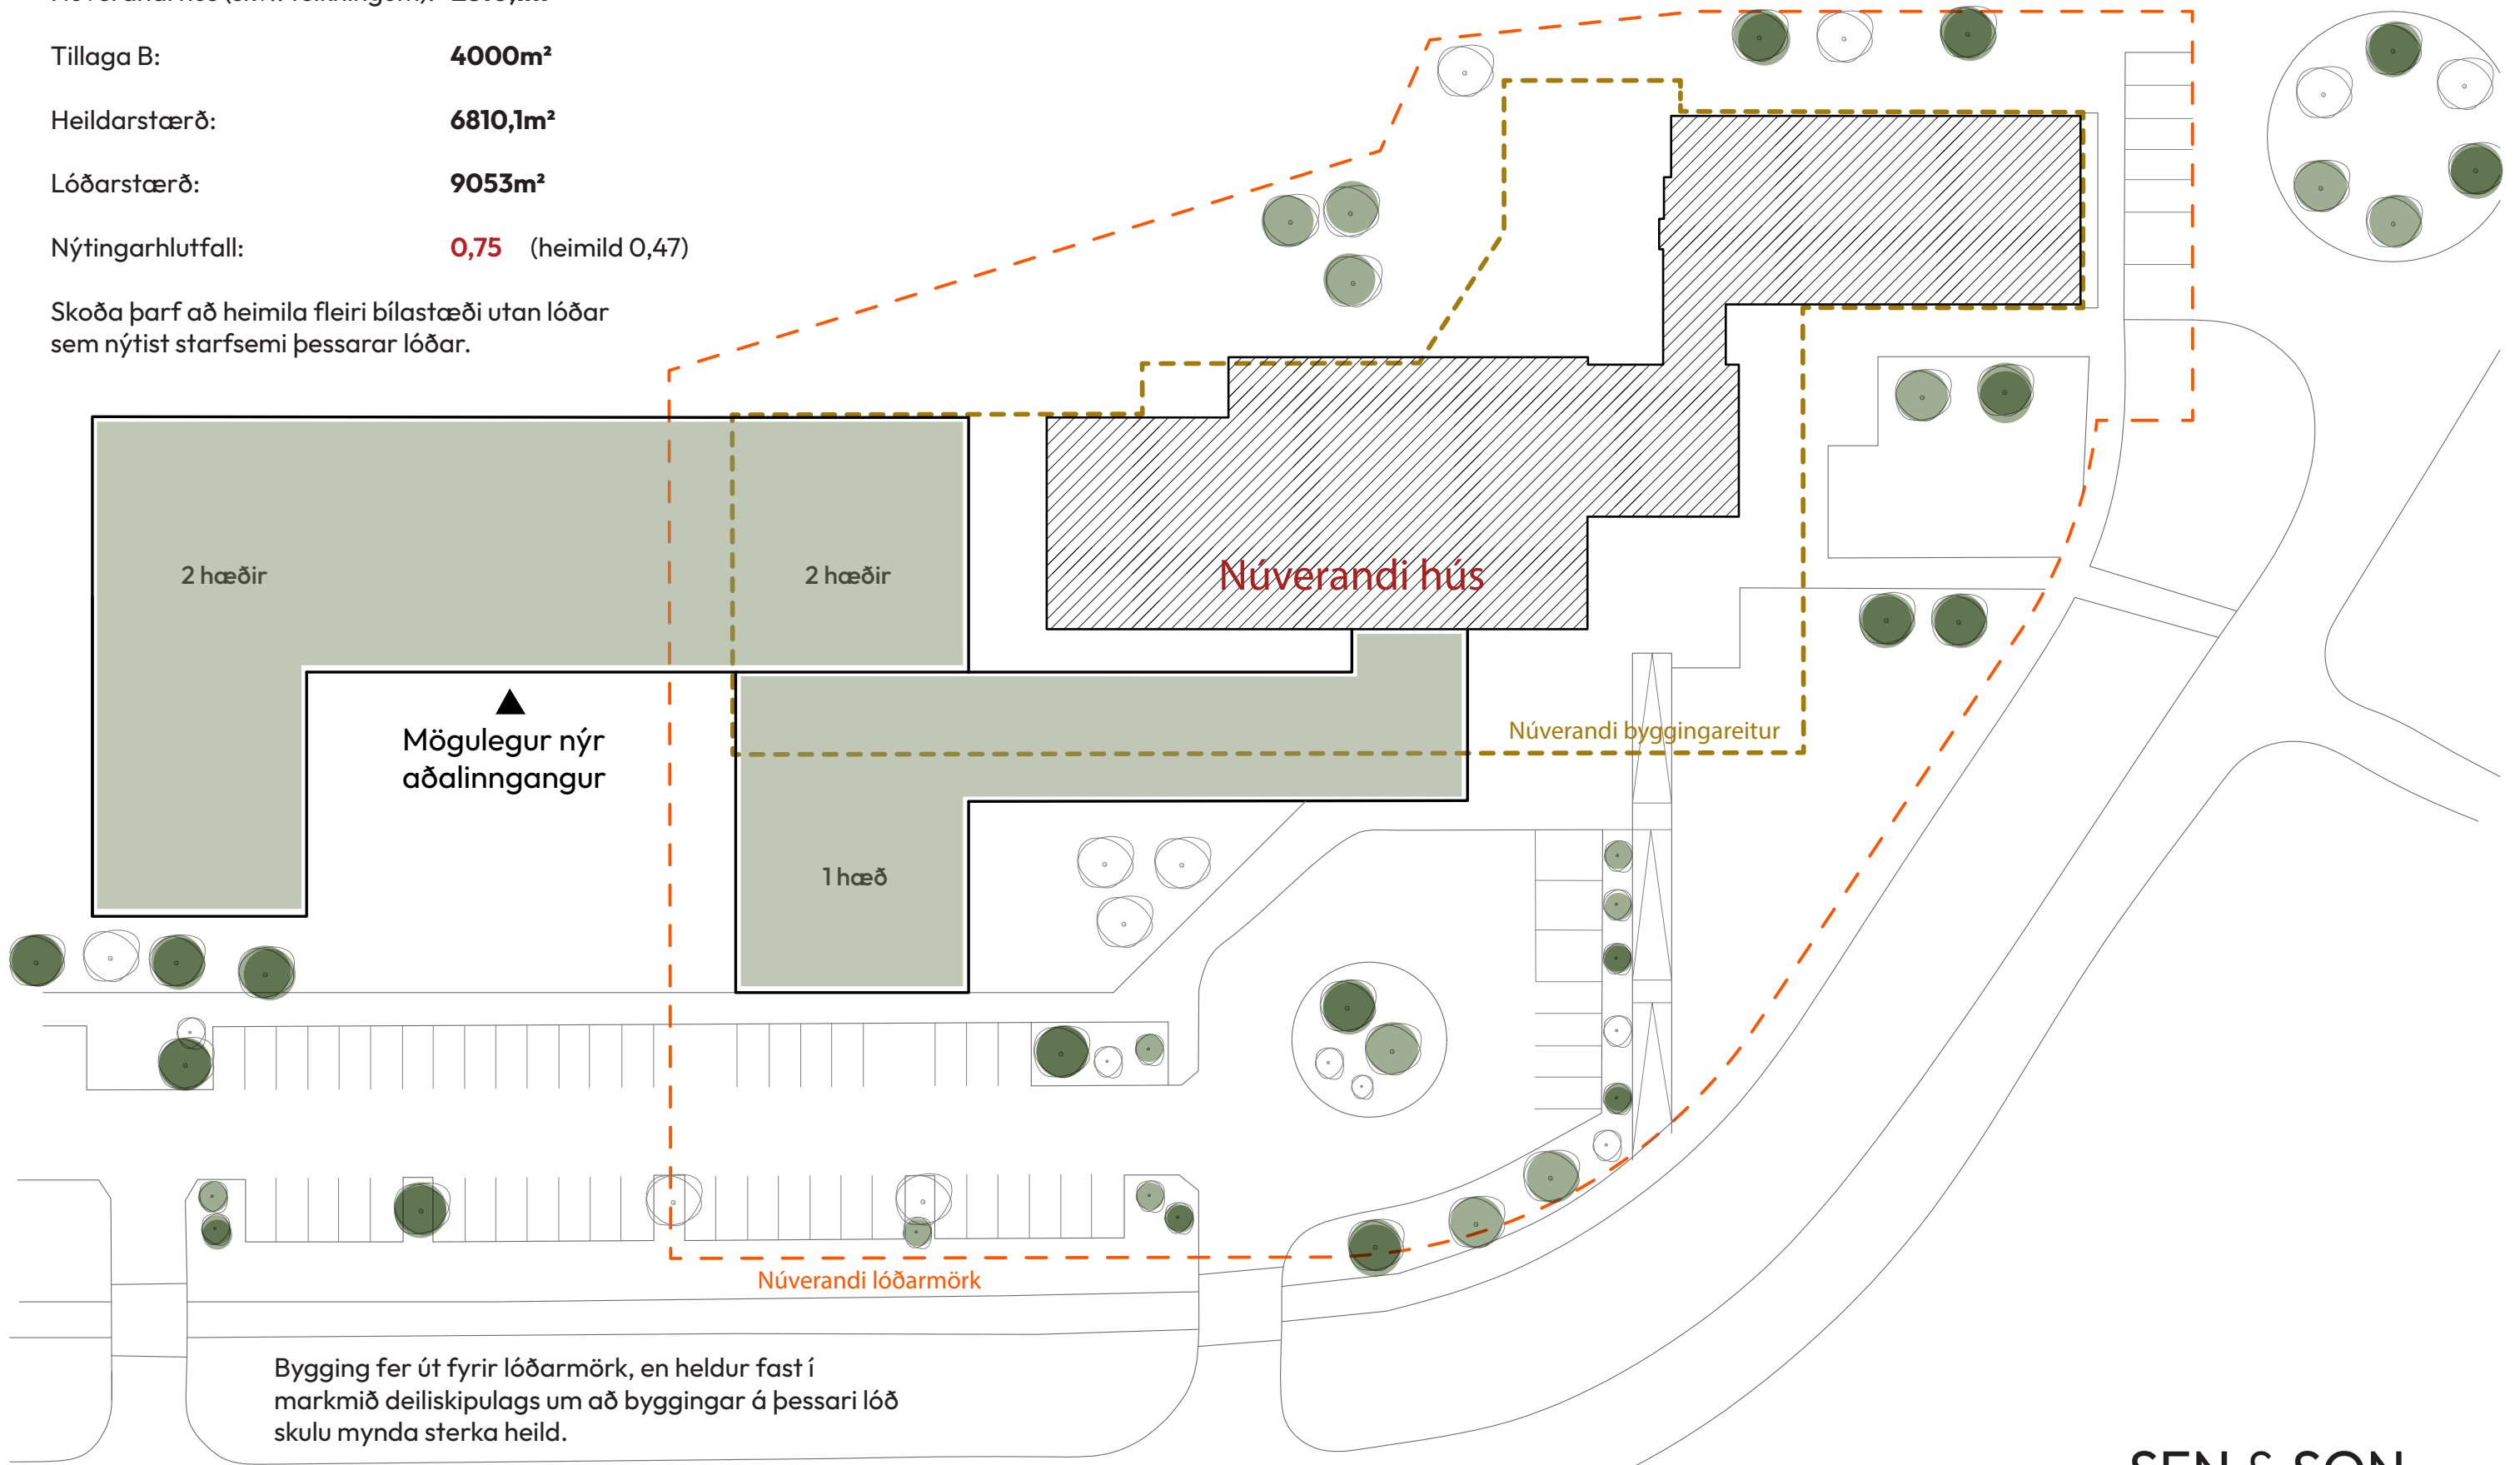 Tillaga B: 4000m²
Heildarstærð: 6810,1m²
Lóðarstærð: 9053m²
Nýtingarhlutfall: 0,75 (heimild 0,47)
Skoða þarf að heimila fleiri bílastæði utan lóðar
sem nýtist starfsemi þessarar lóðar.
2 hæðir
2 hæðir
Núverandi hús
Núverandi byggingareitur
Mögulegur nýr
aðalinngangur
1 hæð
Núverandi lóðarmörk
Bygging fer út fyrir lóðarmörk, en heldur fast í
markmið deiliskipulags um að byggingar á þessari lóð
skulu mynda sterka heild.
SEN & SON